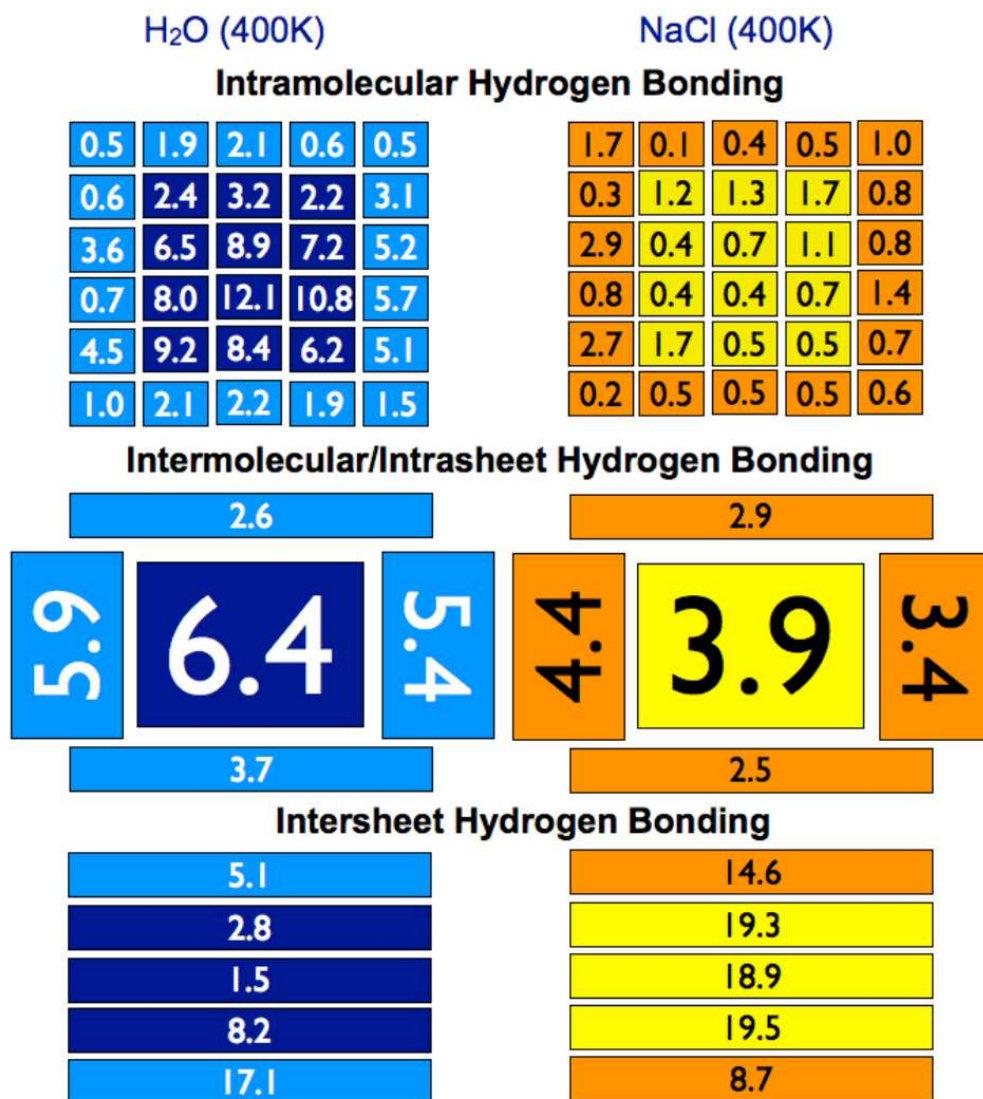 H₂O (400K) NaCl (400K)
Intramolecular Hydrogen Bonding
0.5 1.9 2.1 0.6 0.5 1.7 0.1 0.4 0.5 1.0
0.6 2.4 3.2 2.2 3.1 0.3 1.2 1.3 1.7 0.8
3.6 6.5 8.9 7.2 5.2 2.9 0.4 0.7 1.1 0.8
0.7 8.0 12.1 10.8 5.7 0.8 0.4 0.4 0.7 1.4
4.5 9.2 8.4 6.2 5.1 2.7 1.7 0.5 0.5 0.7
1.0 2.1 2.2 1.9 1.5 0.2 0.5 0.5 0.5 0.6
Intermolecular/Intrasheet Hydrogen Bonding
2.6 2.9
5.9 6.4 5.4 4.4 3.9 3.4
3.7 2.5
Intersheet Hydrogen Bonding
5.1 14.6
2.8 19.3
1.5 18.9
8.2 19.5
17.1 8.7